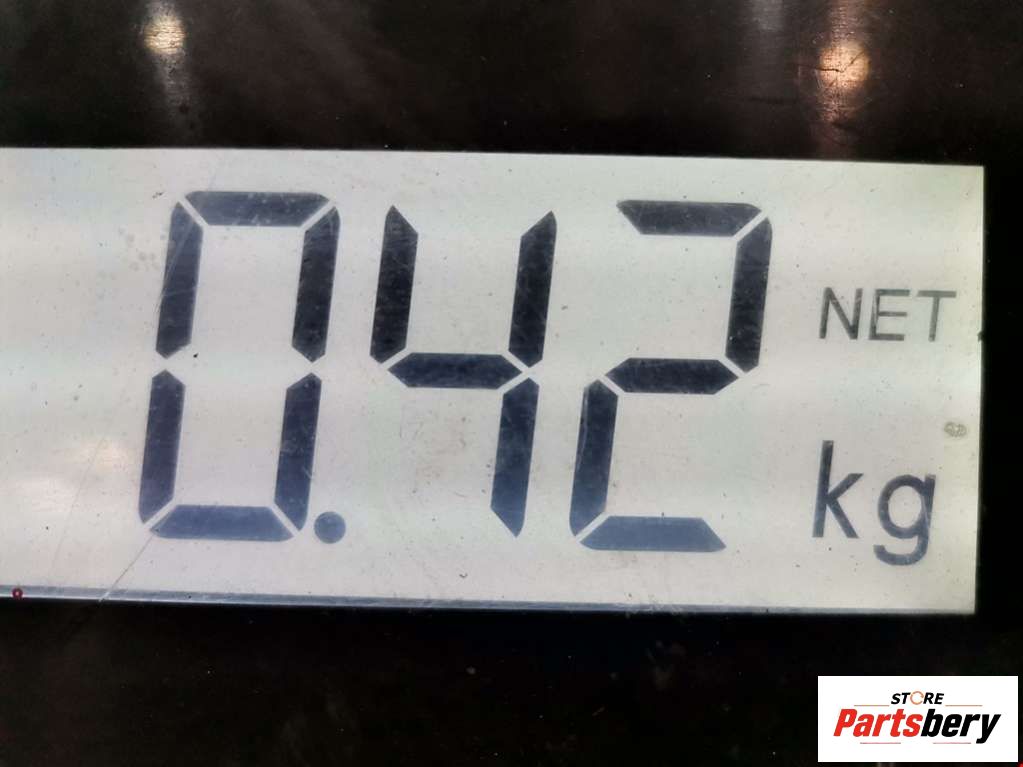 0.42 NET
kg
STORE
Partsbery